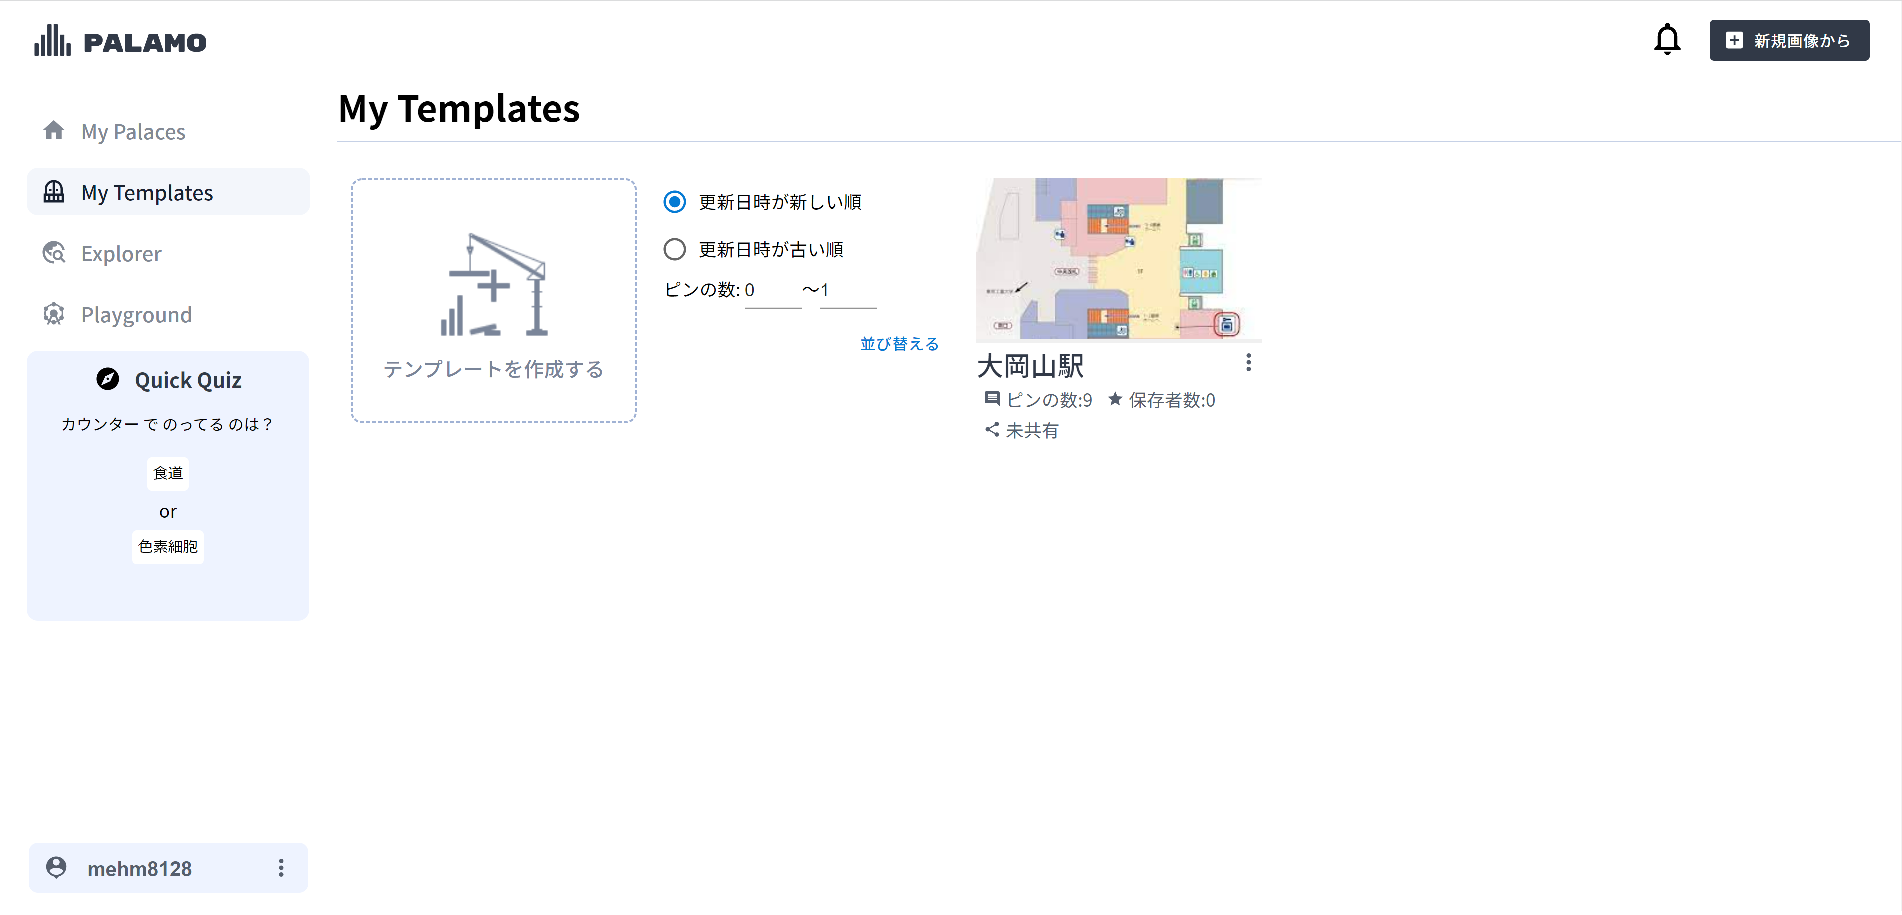 PALAMO
新規画像から
My Palaces
My Templates
Explorer
Playground
Quick Quiz
カウンター で のってる のは？
食道
or
色素細胞
mehm8128
My Templates
テンプレートを作成する
更新日時が新しい順
更新日時が古い順
ピンの数: 0 〜1
並び替える
大岡山駅
ピンの数:9 保存者数:0
未共有